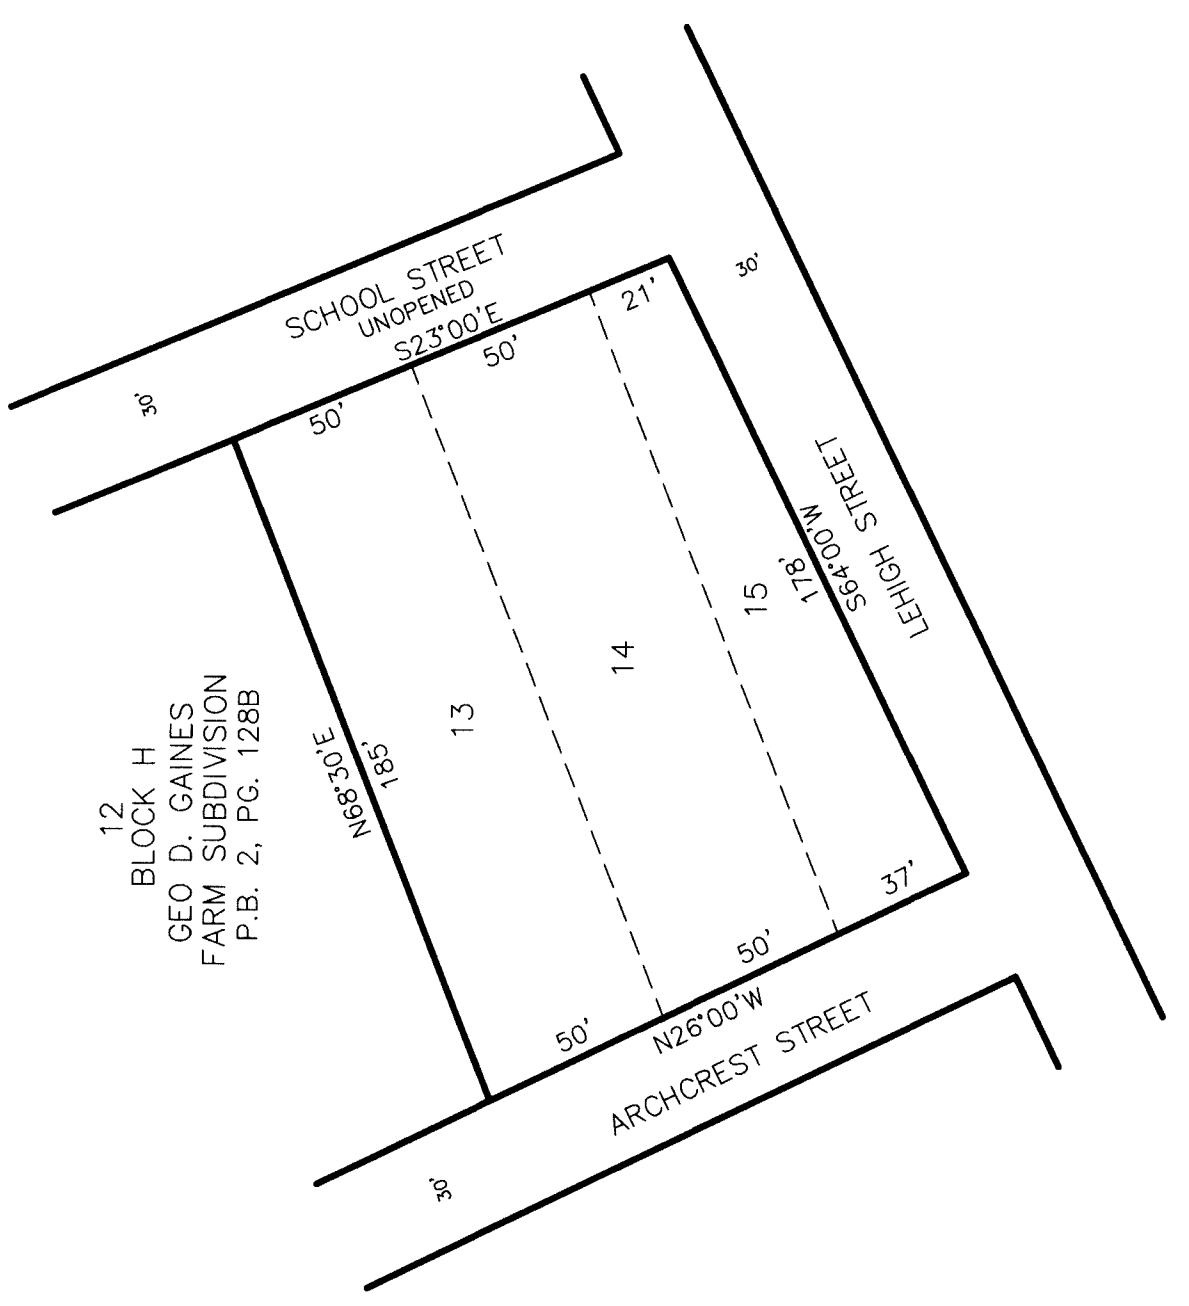 SCHOOL STREET
UNOPENED
S23°00'E
30'
30'
50'
50'
21'
LEHIGH STREET
S64°00'W
178'
13
14
15
N68°30'E
185'
12
BLOCK H
GEO D. GAINES
FARM SUBDIVISION
P.B. 2, PG. 128B
50'
50'
37'
N26°00'W
ARCHCREST STREET
30'